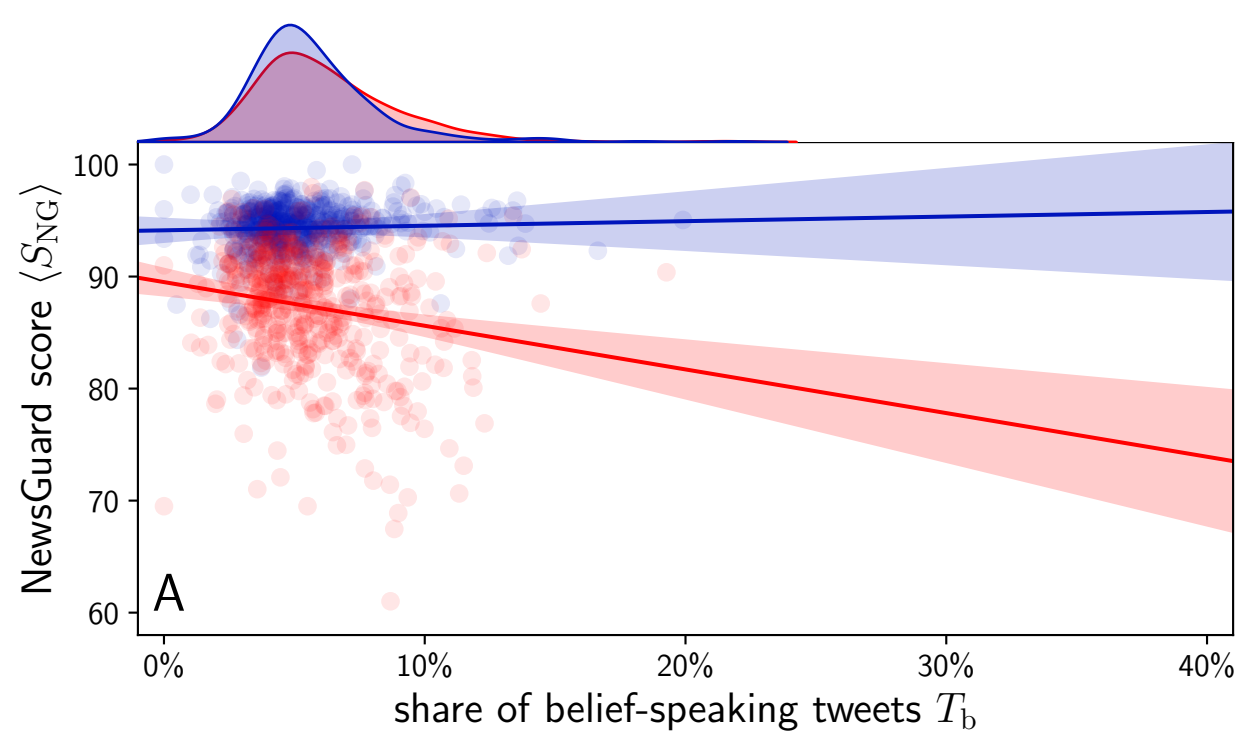 100
90
80
70
60
NewsGuard score ⟨S_NG⟩
A
0% 10% 20% 30% 40%
share of belief-speaking tweets T_b